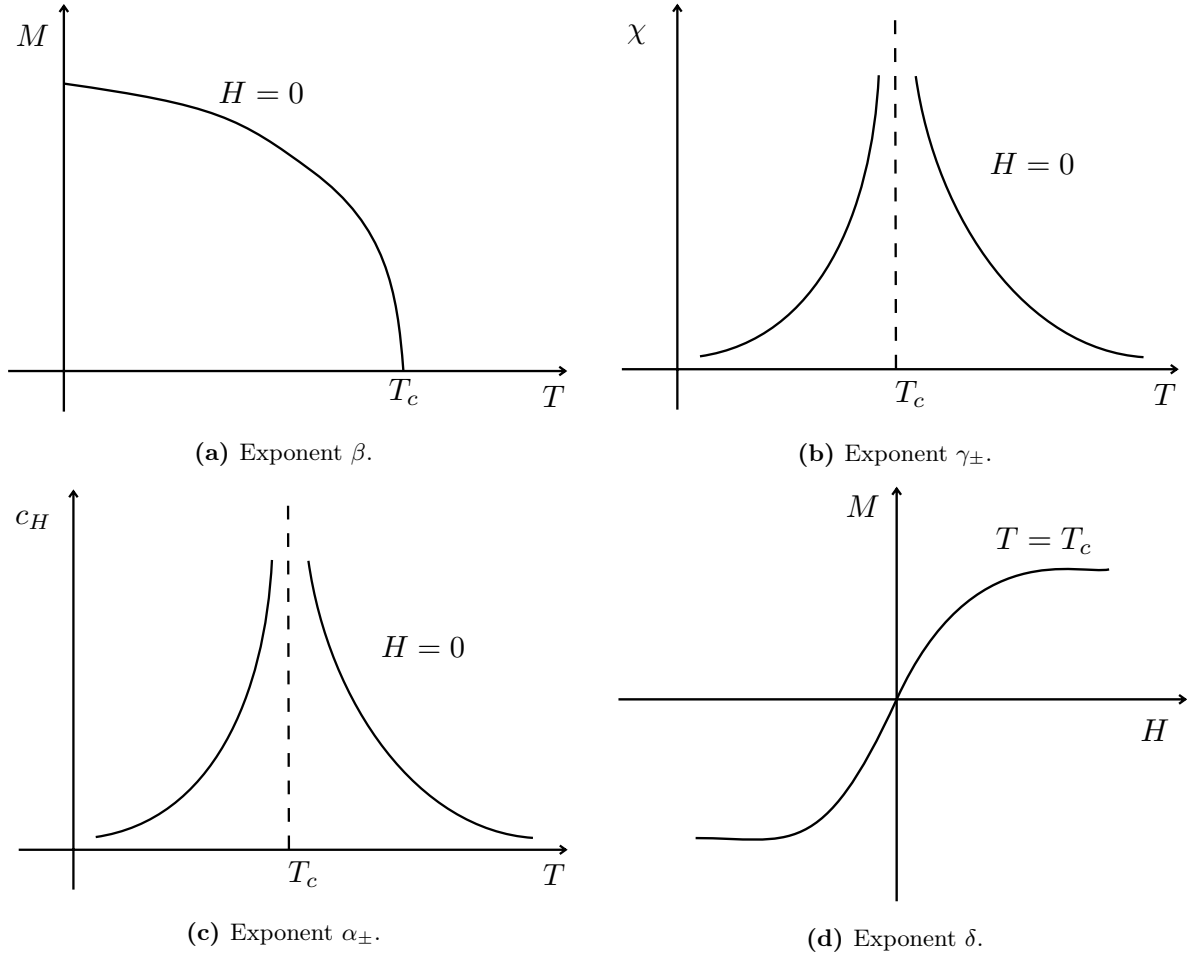 M
H = 0
T_c
T
(a) Exponent β.
χ
H = 0
T_c
T
(b) Exponent γ±.
c_H
H = 0
T_c
T
(c) Exponent α±.
M
T = T_c
H
(d) Exponent δ.